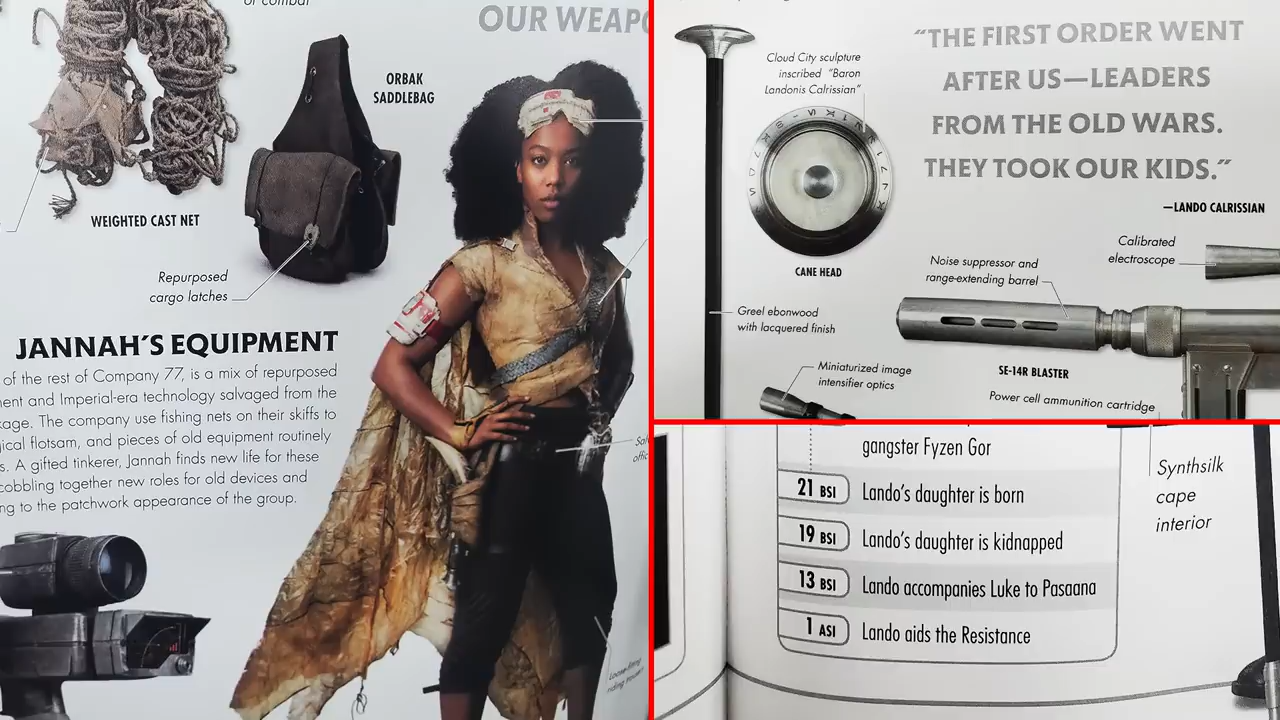 or combat
OUR WEAPO
ORBAK
SADDLEBAG
WEIGHTED CAST NET
Repurposed
cargo latches
JANNAH'S EQUIPMENT
of the rest of Company 77, is a mix of repurposed
ment and Imperial-era technology salvaged from the
kage. The company use fishing nets on their skiffs to
gical flotsam, and pieces of old equipment routinely
s. A gifted tinkerer, Jannah finds new life for these
cobbling together new roles for old devices and
ng to the patchwork appearance of the group.
Sal
offic
Loose-fitting
riding trousers
Cloud City sculpture
inscribed "Baron
Landonis Calrissian"
"THE FIRST ORDER WENT
AFTER US—LEADERS
FROM THE OLD WARS.
THEY TOOK OUR KIDS."
—LANDO CALRISSIAN
CANE HEAD
Calibrated
electroscope
Noise suppressor and
range-extending barrel
Greel ebonwood
with lacquered finish
SE-14R BLASTER
Miniaturized image
intensifier optics
Power cell ammunition cartridge
gangster Fyzen Gor
21 BSI Lando's daughter is born
19 BSI Lando's daughter is kidnapped
13 BSI Lando accompanies Luke to Pasaana
1 ASI Lando aids the Resistance
Synthsilk
cape
interior